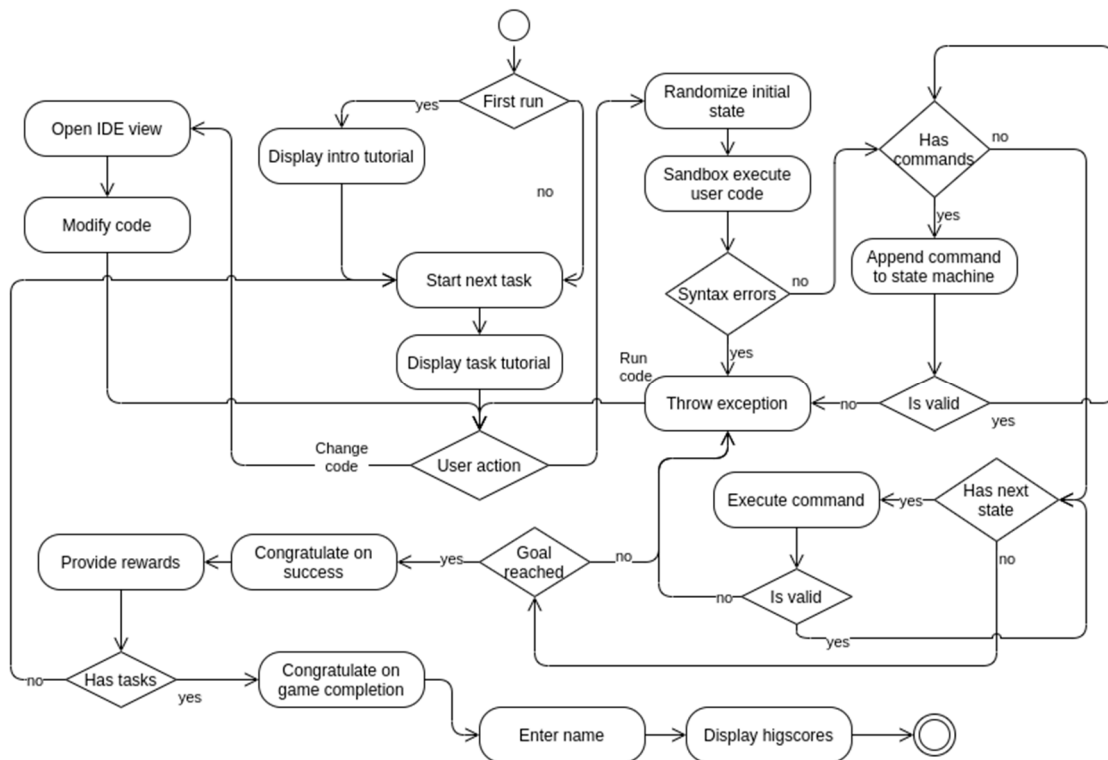 First run
yes
no
Display intro tutorial
Open IDE view
Modify code
Start next task
Display task tutorial
User action
Change
code
Run
code
Randomize initial
state
Sandbox execute
user code
Syntax errors
no
yes
Throw exception
Has
commands
no
yes
Append command
to state machine
Is valid
no
yes
Has next
state
yes
no
Execute command
Is valid
no
yes
Goal
reached
no
yes
Congratulate on
success
Provide rewards
Has tasks
no
yes
Congratulate on
game completion
Enter name
Display higscores